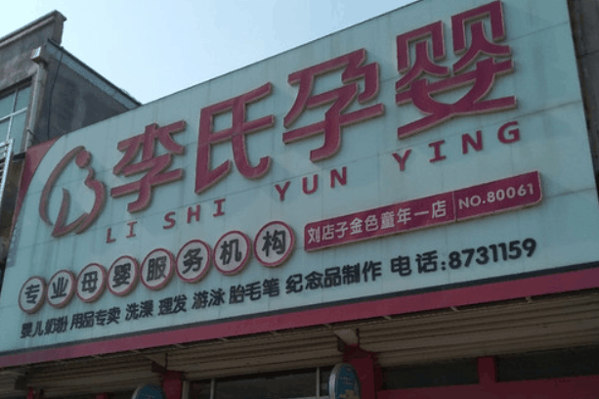 李氏孕婴
LI SHI YUN YING
刘店子金色童年一店 NO.80061
专业母婴服务机构
婴儿奶粉 用品专卖 洗澡 理发 游泳 胎毛笔 纪念品制作 电话:8731159